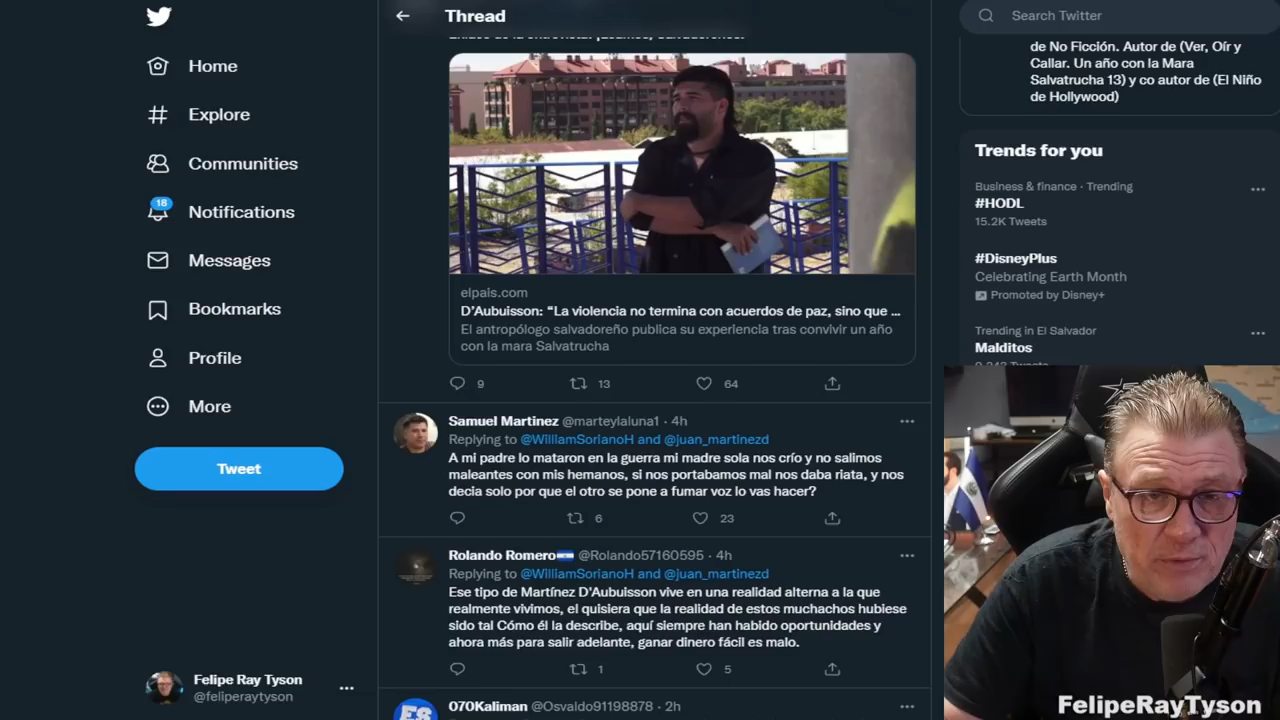 Home
Explore
Communities
18
Notifications
Messages
Bookmarks
Profile
More
Tweet
Felipe Ray Tyson
@feliperaytyson
Thread
elpais.com
D'Aubuisson: “La violencia no termina con acuerdos de paz, sino que ...
El antropólogo salvadoreño publica su experiencia tras convivir un año
con la mara Salvatrucha
9 13 64
Samuel Martinez @marteylaluna1 · 4h
Replying to @WilliamSorianoH and @juan_martinezd
A mi padre lo mataron en la guerra mi madre sola nos crío y no salimos
maleantes con mis hemanos, si nos portabamos mal nos daba riata, y nos
decia solo por que el otro se pone a fumar voz lo vas hacer?
6 23
Rolando Romero @Rolando57160595 · 4h
Replying to @WilliamSorianoH and @juan_martinezd
Ese tipo de Martínez D'Aubuisson vive en una realidad alterna a la que
realmente vivimos, el quisiera que la realidad de estos muchachos hubiese
sido tal Cómo él la describe, aquí siempre han habido oportunidades y
ahora más para salir adelante, ganar dinero fácil es malo.
1 5
070Kaliman @Osvaldo91198878 · 2h
ES
Search Twitter
de No Ficción. Autor de (Ver, Oír y
Callar. Un año con la Mara
Salvatrucha 13) y co autor de (El Niño
de Hollywood)
Trends for you
Business & finance · Trending
#HODL
15.2K Tweets
#DisneyPlus
Celebrating Earth Month
Promoted by Disney+
Trending in El Salvador
Malditos
FelipeRayTyson